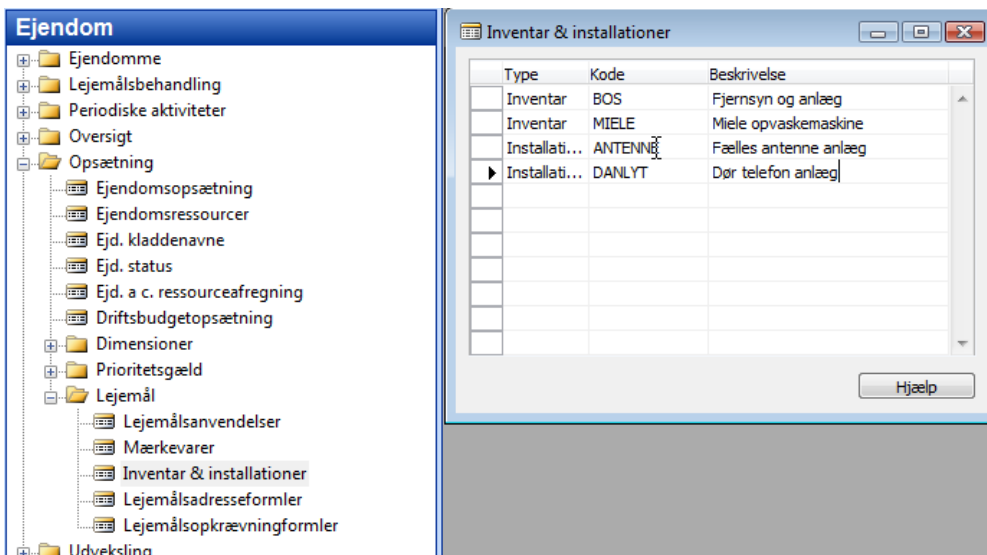 Ejendom
Ejendomme
Lejemålsbehandling
Periodiske aktiviteter
Oversigt
Opsætning
Ejendomsopsætning
Ejendomsressourcer
Ejd. kladdenavne
Ejd. status
Ejd. a c. ressourceafregning
Driftsbudgetopsætning
Dimensioner
Prioritetsgæld
Lejemål
Lejemålsanvendelser
Mærkevarer
Inventar & installationer
Lejemålsadresseformler
Lejemålsopkrævningformler
Udveksling
Inventar & installationer
Type Kode Beskrivelse
Inventar BOS Fjernsyn og anlæg
Inventar MIELE Miele opvaskemaskine
Installati... ANTENNE Fælles antenne anlæg
Installati... DANLYT Dør telefon anlæg
Hjælp